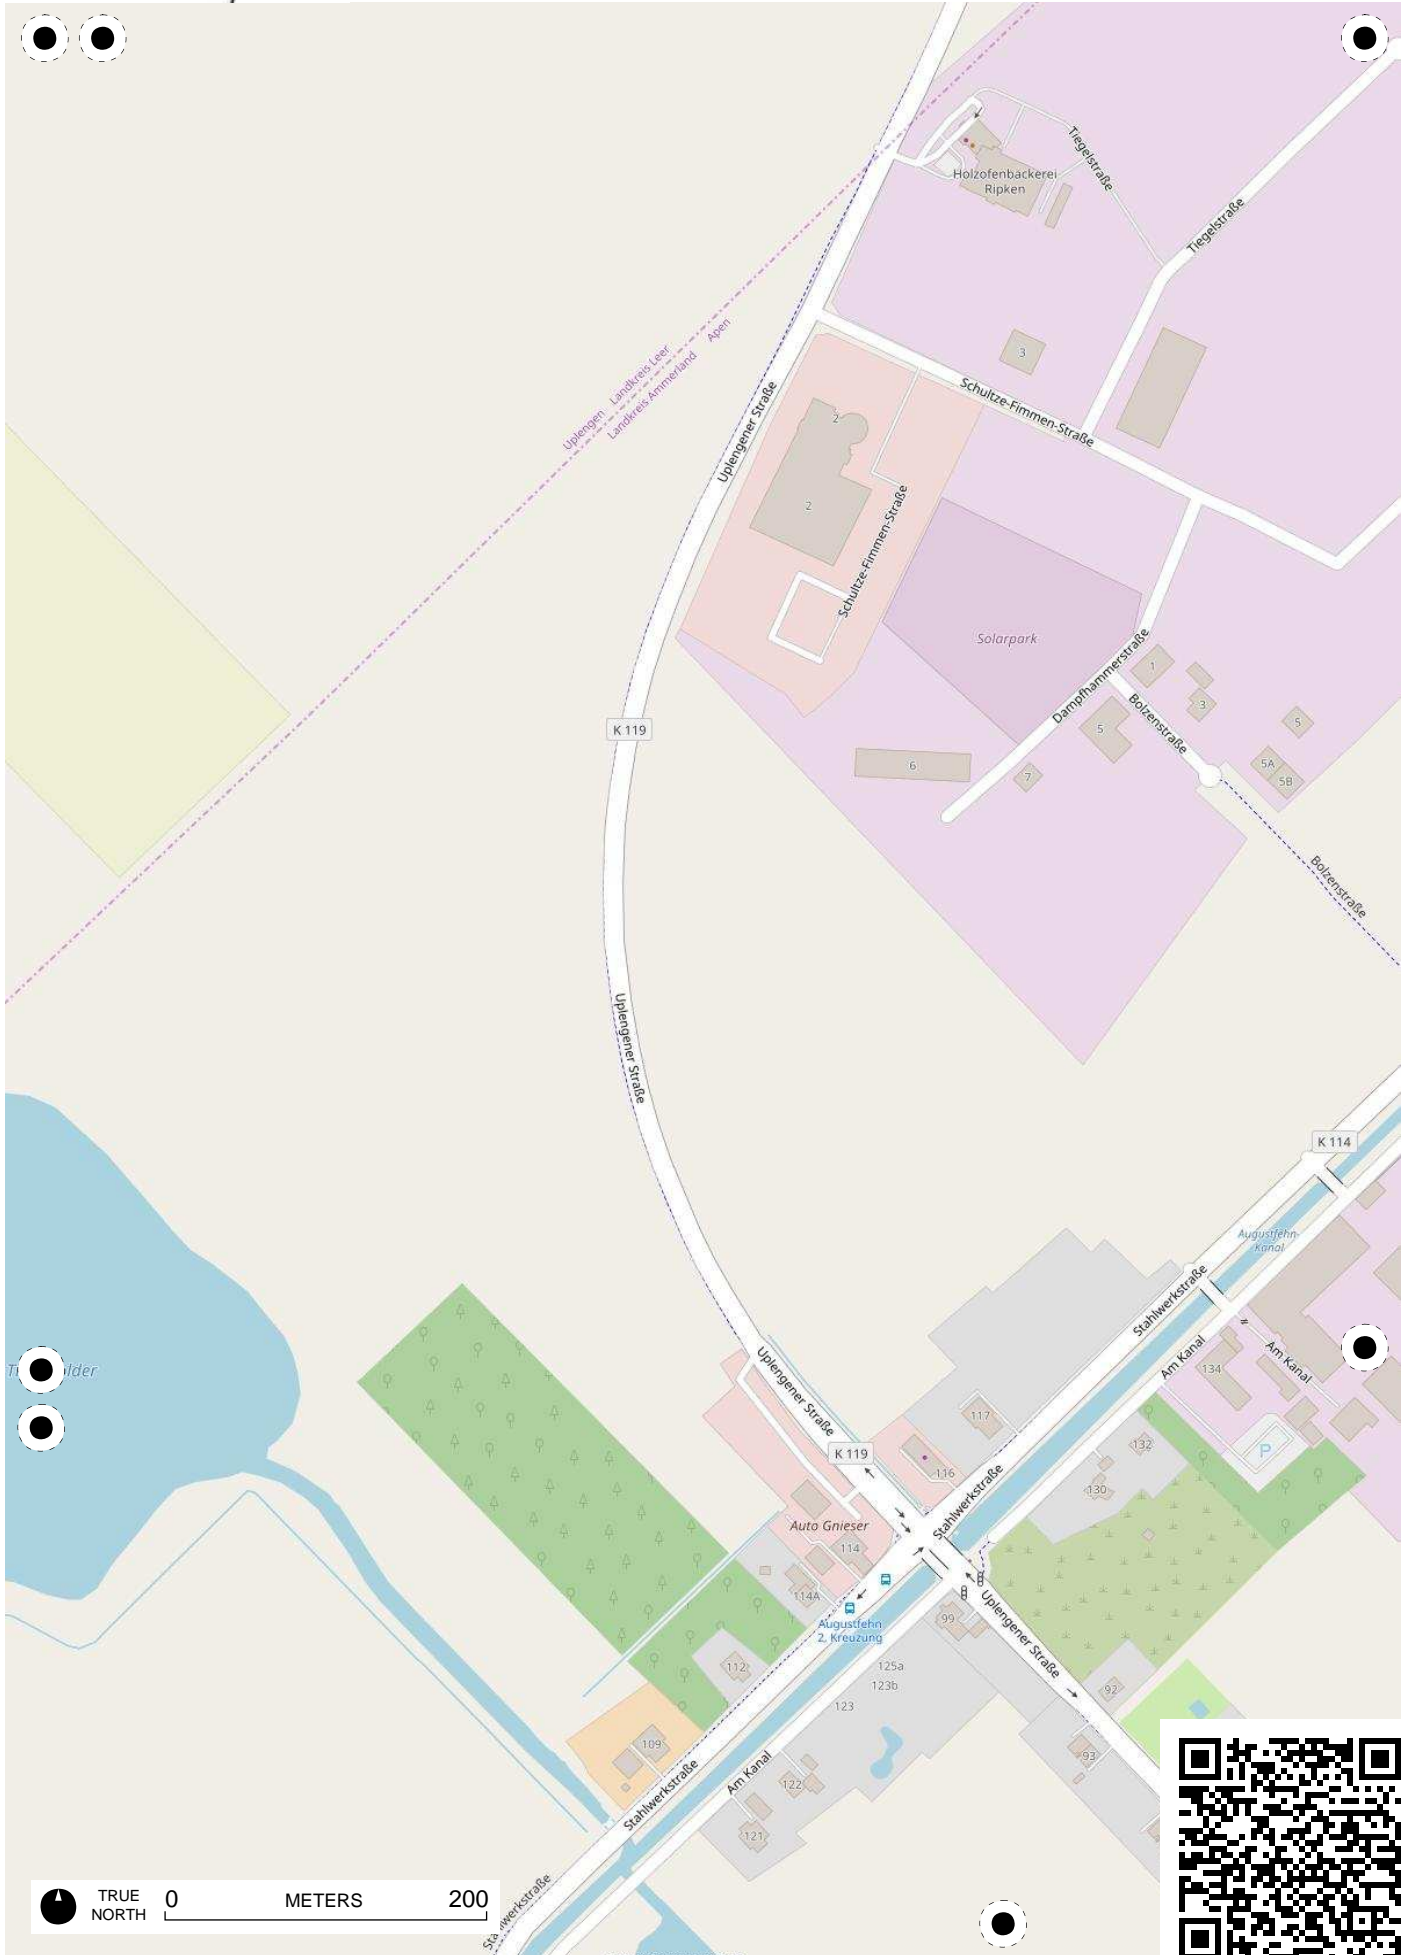 Tiegelstraße
Holzofenbäckerei
Ripken
Tiegelstraße
Uplengen Landkreis Leer
Landkreis Ammerland Apen
3
Schultze-Fimmen-Straße
Uplengener Straße
2
2
Schultze-Fimmen-Straße
Solarpark
Dampfhammerstraße
1
3
Bolzenstraße
5
5
K 119
6
7
5A
5B
Bolzenstraße
Uplengener Straße
K 114
Augustfehn-
Kanal
Stahlwerkstraße
Am Kanal
Am Kanal
134
Uplengener Straße
117
132
P
K 119
116
130
Stahlwerkstraße
Auto Gnieser
114
114A
Augustfehn
2, Kreuzung
99
Uplengener Straße
112
125a
123b
123
92
109
93
Am Kanal
122
Stahlwerkstraße
121
TRUE
NORTH
0 METERS 200